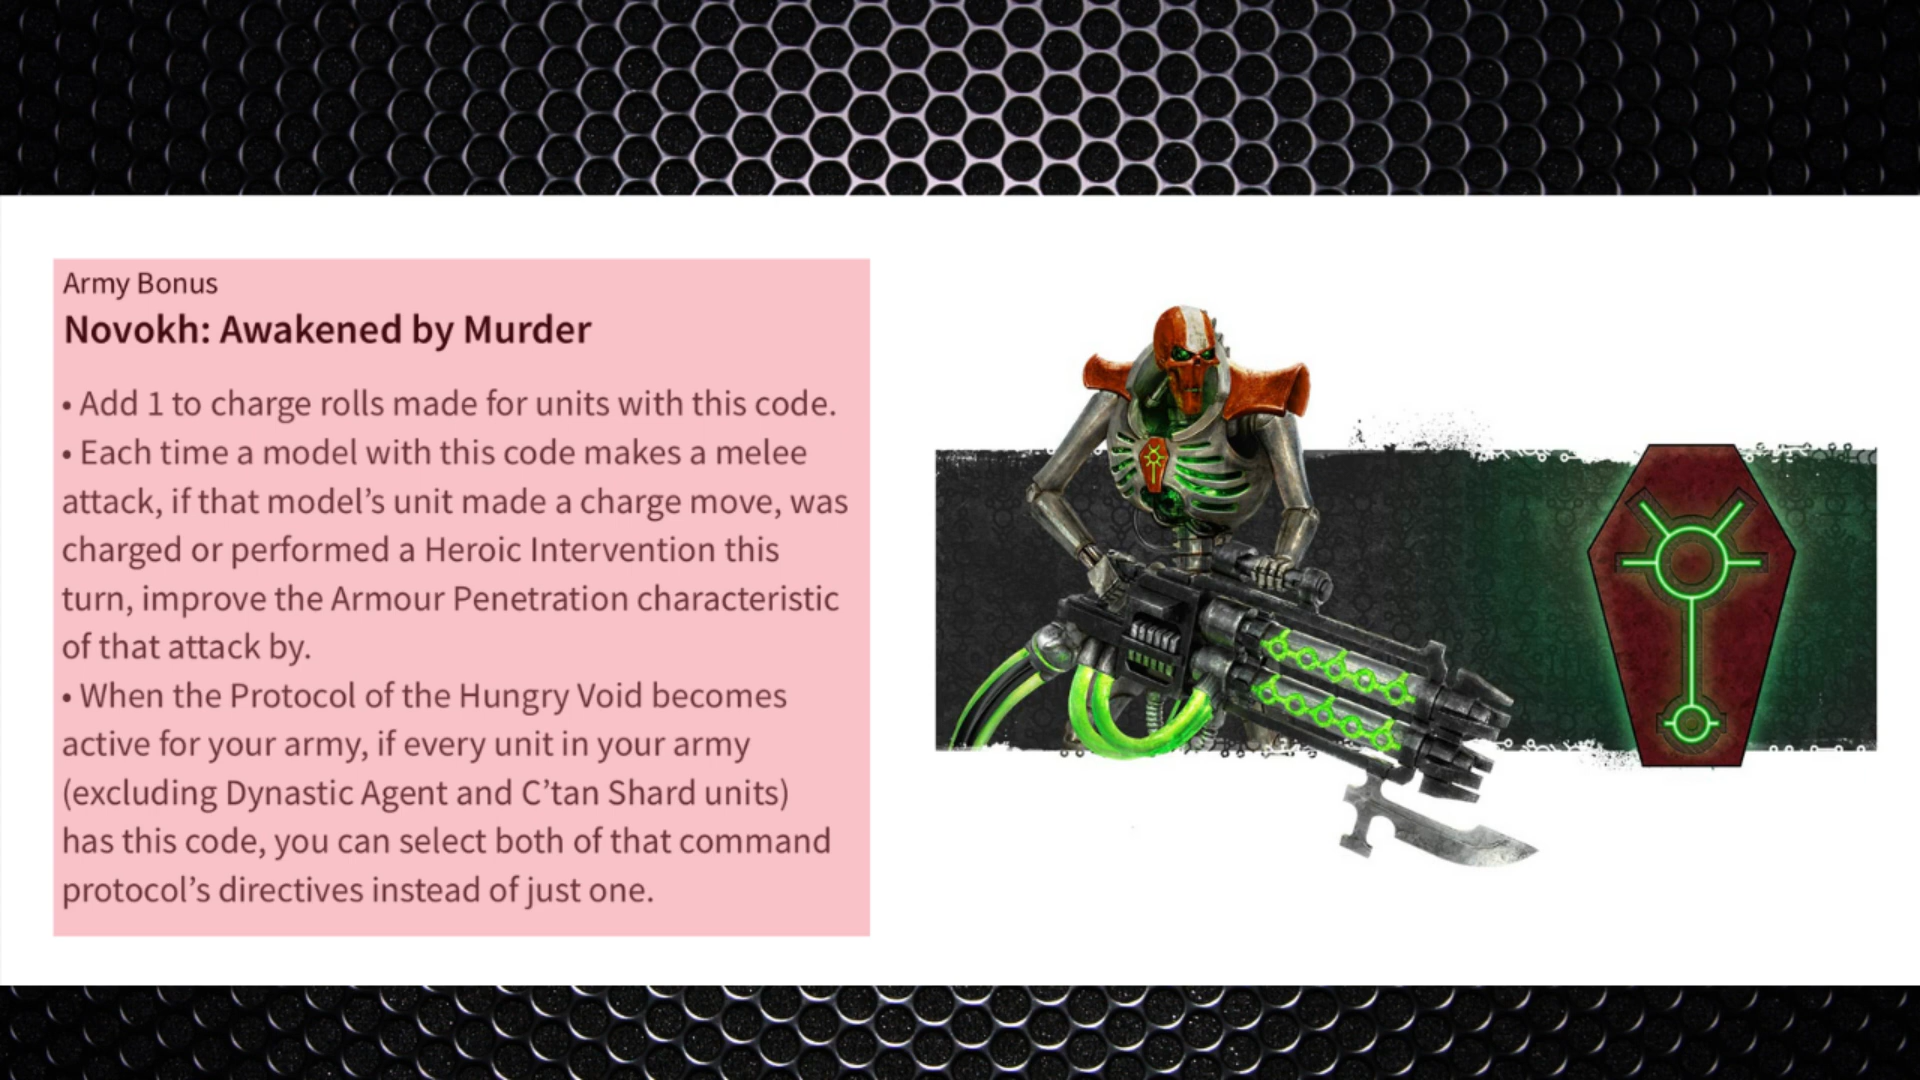 Army Bonus
Novokh: Awakened by Murder
• Add 1 to charge rolls made for units with this code.
• Each time a model with this code makes a melee
attack, if that model’s unit made a charge move, was
charged or performed a Heroic Intervention this
turn, improve the Armour Penetration characteristic
of that attack by.
• When the Protocol of the Hungry Void becomes
active for your army, if every unit in your army
(excluding Dynastic Agent and C’tan Shard units)
has this code, you can select both of that command
protocol’s directives instead of just one.